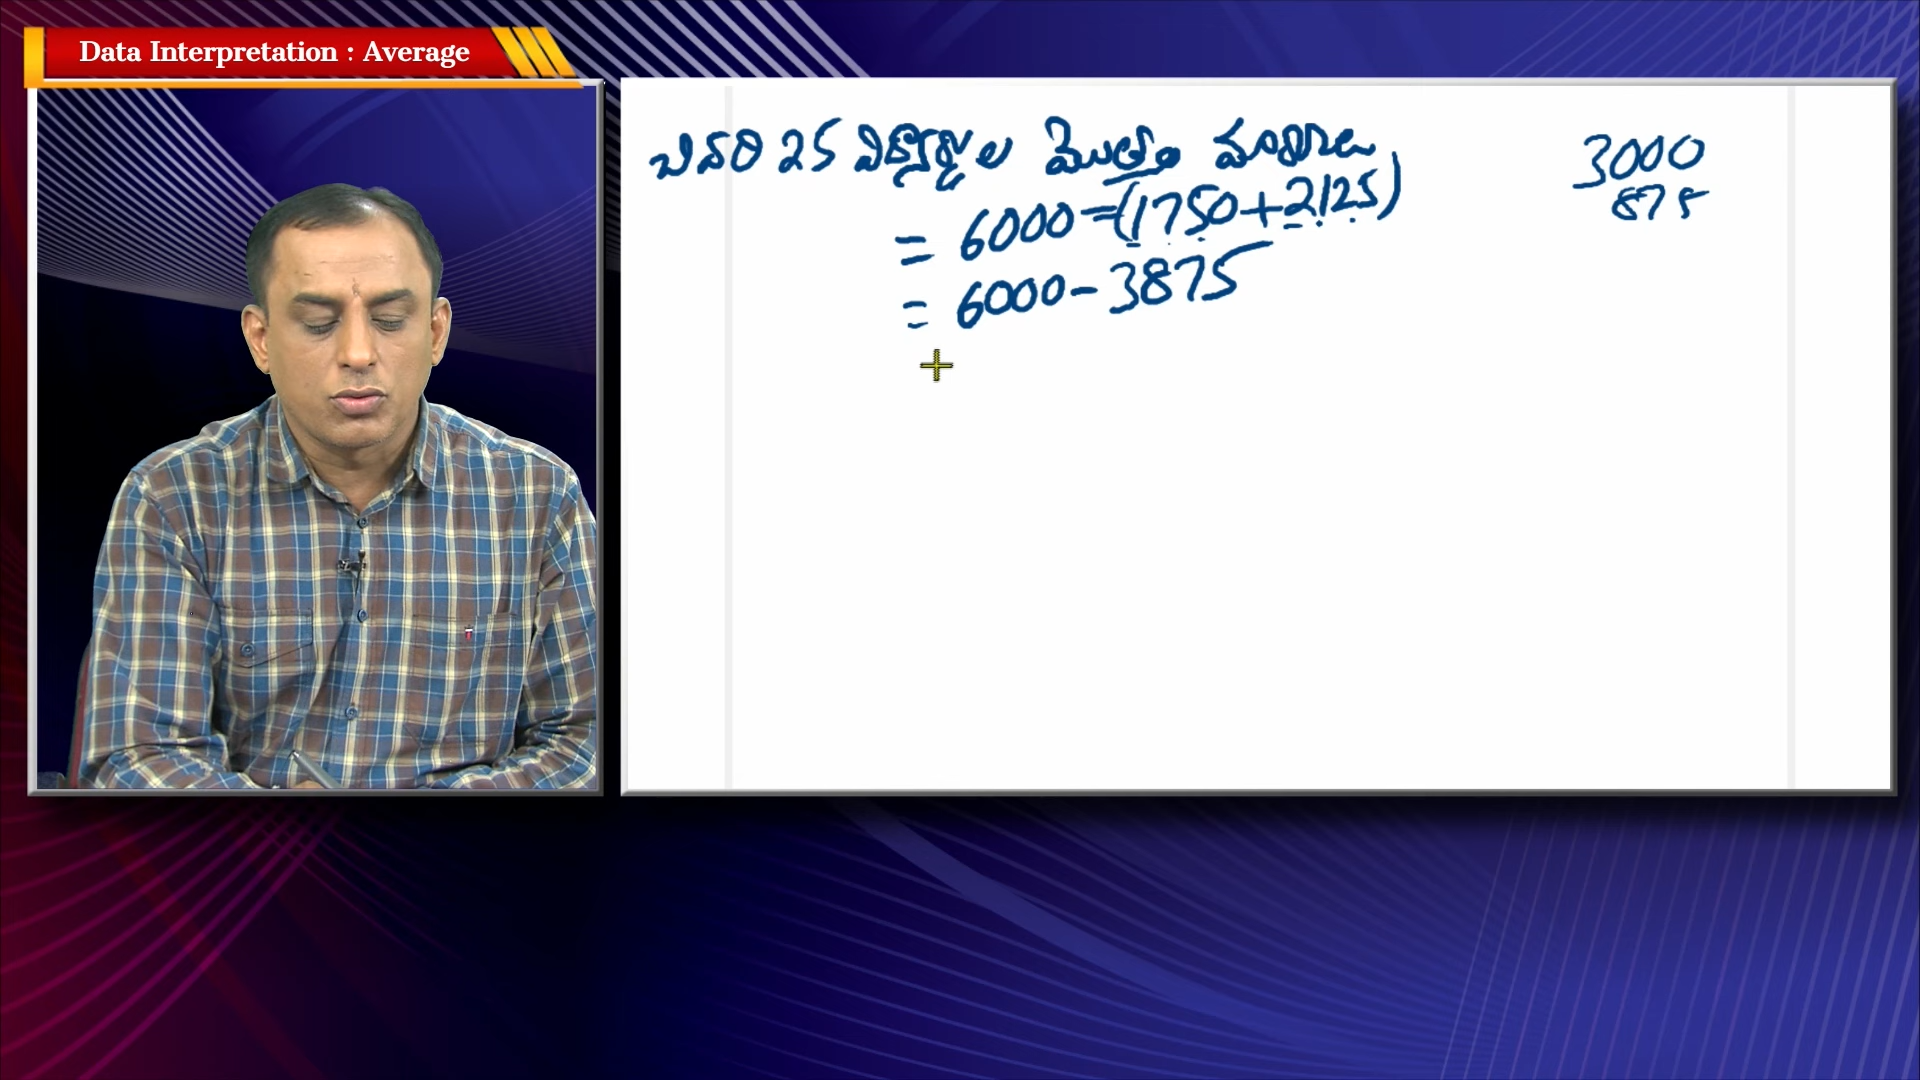 Data Interpretation : Average
చివరి 25 విద్యార్థుల మొత్తం మార్కులు
= 6000-(1750+2125)
= 6000-3875
3000
875